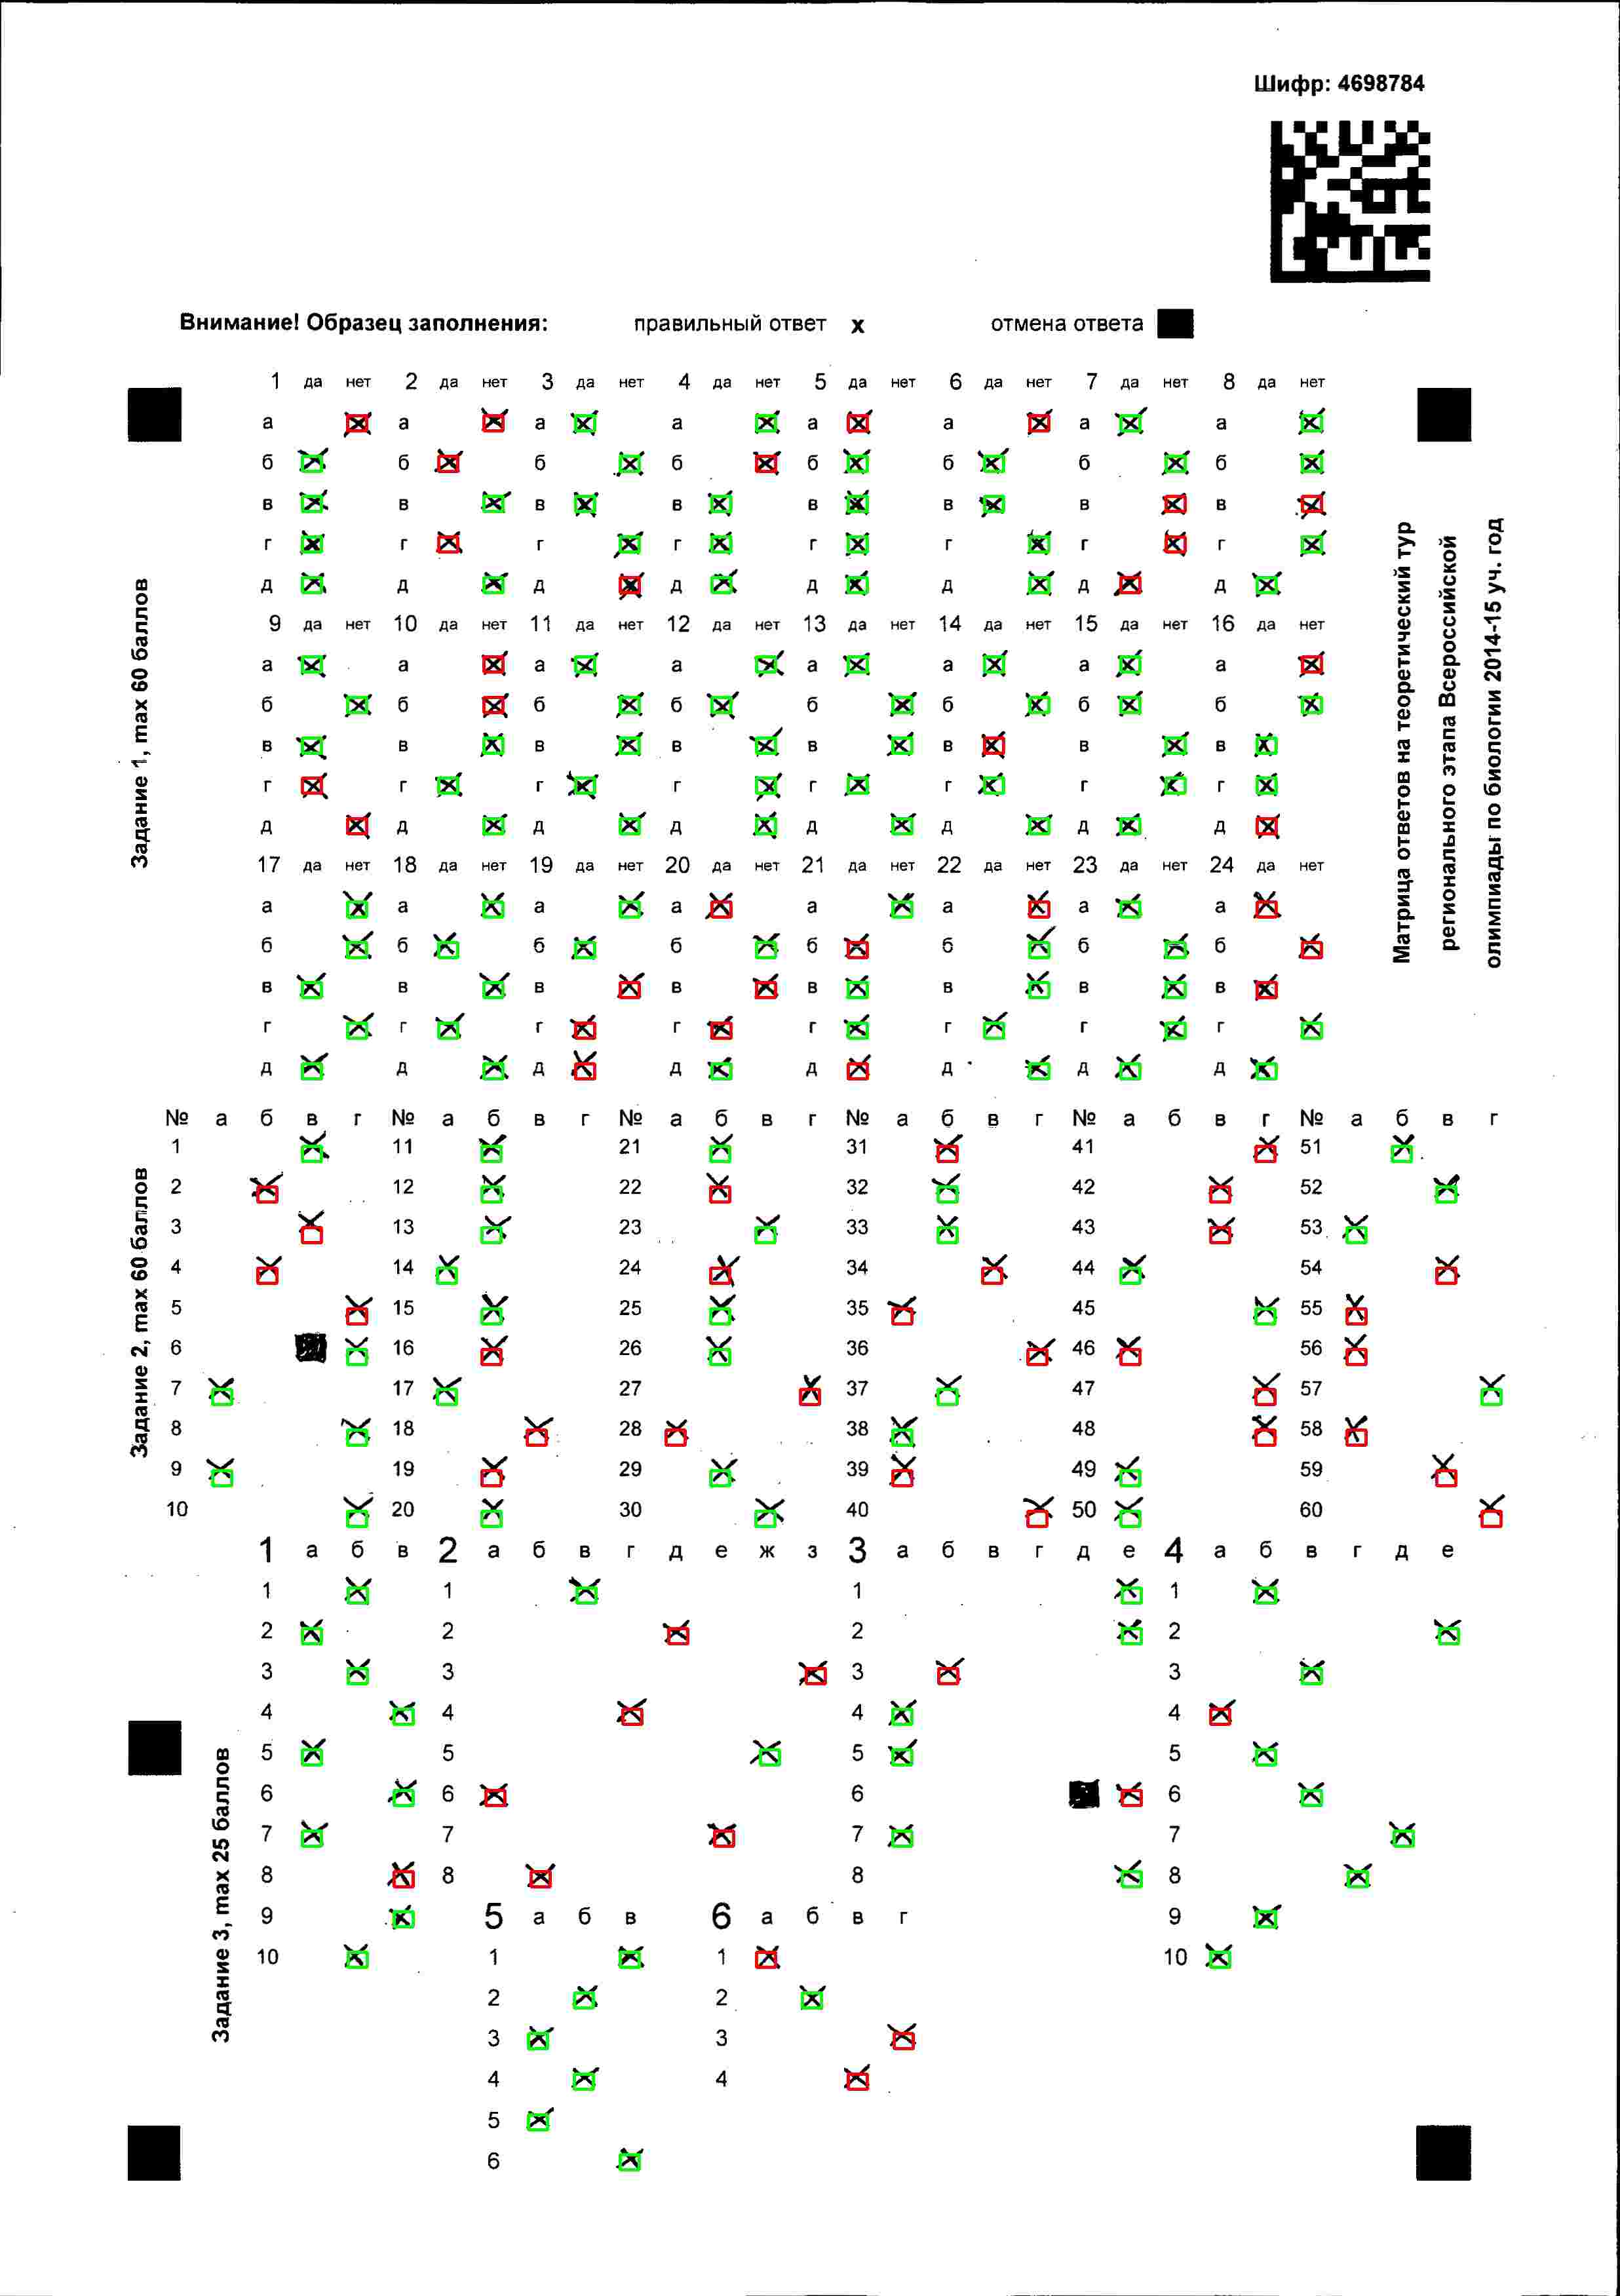 Шифр: 4698784
Внимание! Образец заполнения: правильный ответ x отмена ответа
1 да нет 2 да нет 3 да нет 4 да нет 5 да нет 6 да нет 7 да нет 8 да нет
а а а а а а а а
б б б б б б б б
в в в в в в в в
г г г г г г г г
д д д д д д д д
9 да нет 10 да нет 11 да нет 12 да нет 13 да нет 14 да нет 15 да нет 16 да нет
а а а а а а а а
б б б б б б б б
в в в в в в в в
г г г г г г г г
д д д д д д д д
17 да нет 18 да нет 19 да нет 20 да нет 21 да нет 22 да нет 23 да нет 24 да нет
а а а а а а а а
б б б б б б б б
в в в в в в в в
г г г г г г г г
д д д д д д д д
Задание 1, max 60 баллов
Матрица ответов на теоретический тур
регионального этапа Всероссийской
олимпиады по биологии 2014-15 уч. год
№ а б в г № а б в г № а б в г № а б в г № а б в г № а б в г
1 11 21 31 41 51
2 12 22 32 42 52
3 13 23 33 43 53
4 14 24 34 44 54
5 15 25 35 45 55
6 16 26 36 46 56
7 17 27 37 47 57
8 18 28 38 48 58
9 19 29 39 49 59
10 20 30 40 50 60
Задание 2, max 60 баллов
1 а б в 2 а б в г д е ж з 3 а б в г д е 4 а б в г д е
1 1 1 1
2 2 2 2
3 3 3 3
4 4 4 4
5 5 5 5
6 6 6 6
7 7 7 7
8 8 8 8
9 5 а б в 6 а б в г 9
10 1 1 10
2 2
3 3
4 4
5
6
Задание 3, max 25 баллов